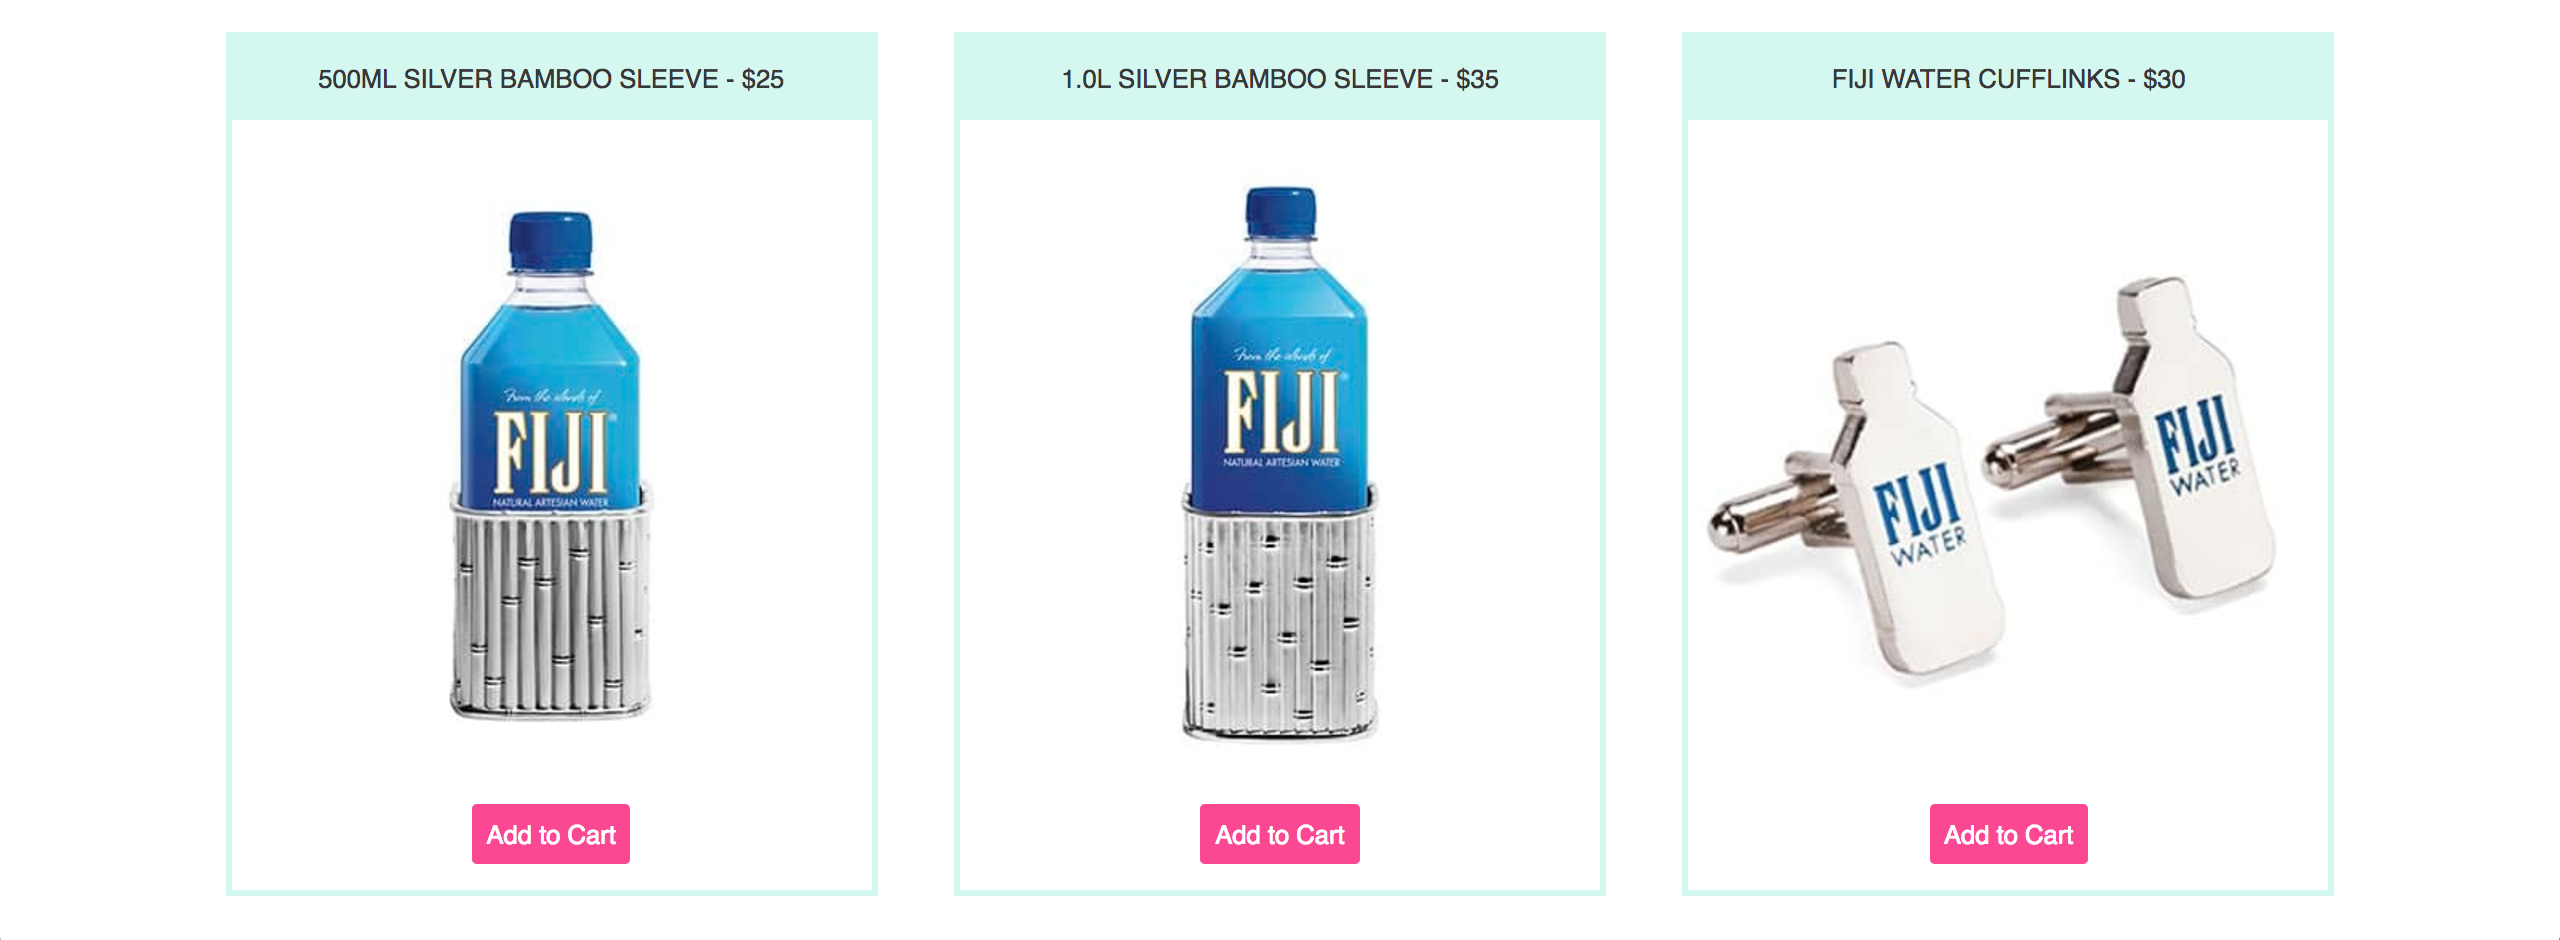 500ML SILVER BAMBOO SLEEVE - $25
From the islands of
FIJI
NATURAL ARTESIAN WATER
Add to Cart
1.0L SILVER BAMBOO SLEEVE - $35
From the islands of
FIJI
NATURAL ARTESIAN WATER
Add to Cart
FIJI WATER CUFFLINKS - $30
FIJI
WATER
FIJI
WATER
Add to Cart